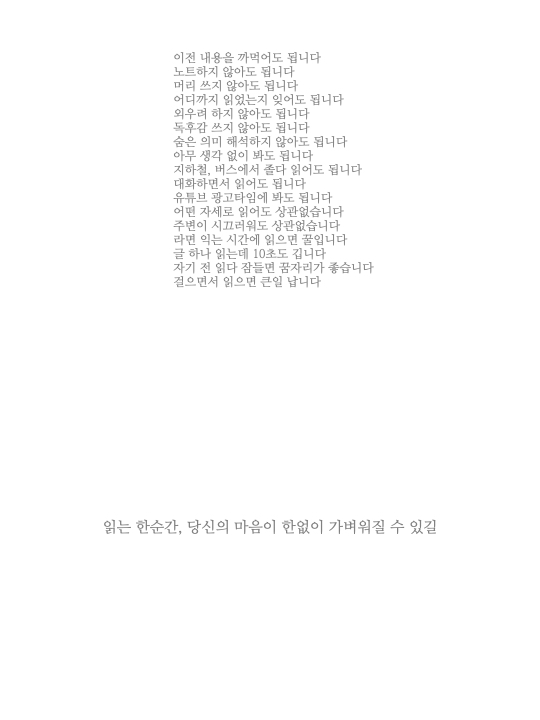 이전 내용을 까먹어도 됩니다
노트하지 않아도 됩니다
머리 쓰지 않아도 됩니다
어디까지 읽었는지 잊어도 됩니다
외우려 하지 않아도 됩니다
독후감 쓰지 않아도 됩니다
숨은 의미 해석하지 않아도 됩니다
아무 생각 없이 봐도 됩니다
지하철, 버스에서 졸다 읽어도 됩니다
대화하면서 읽어도 됩니다
유튜브 광고타임에 봐도 됩니다
어떤 자세로 읽어도 상관없습니다
주변이 시끄러워도 상관없습니다
라면 익는 시간에 읽으면 꿀입니다
글 하나 읽는데 10초도 깁니다
자기 전 읽다 잠들면 꿈자리가 좋습니다
걸으면서 읽으면 큰일 납니다
읽는 한순간, 당신의 마음이 한없이 가벼워질 수 있길